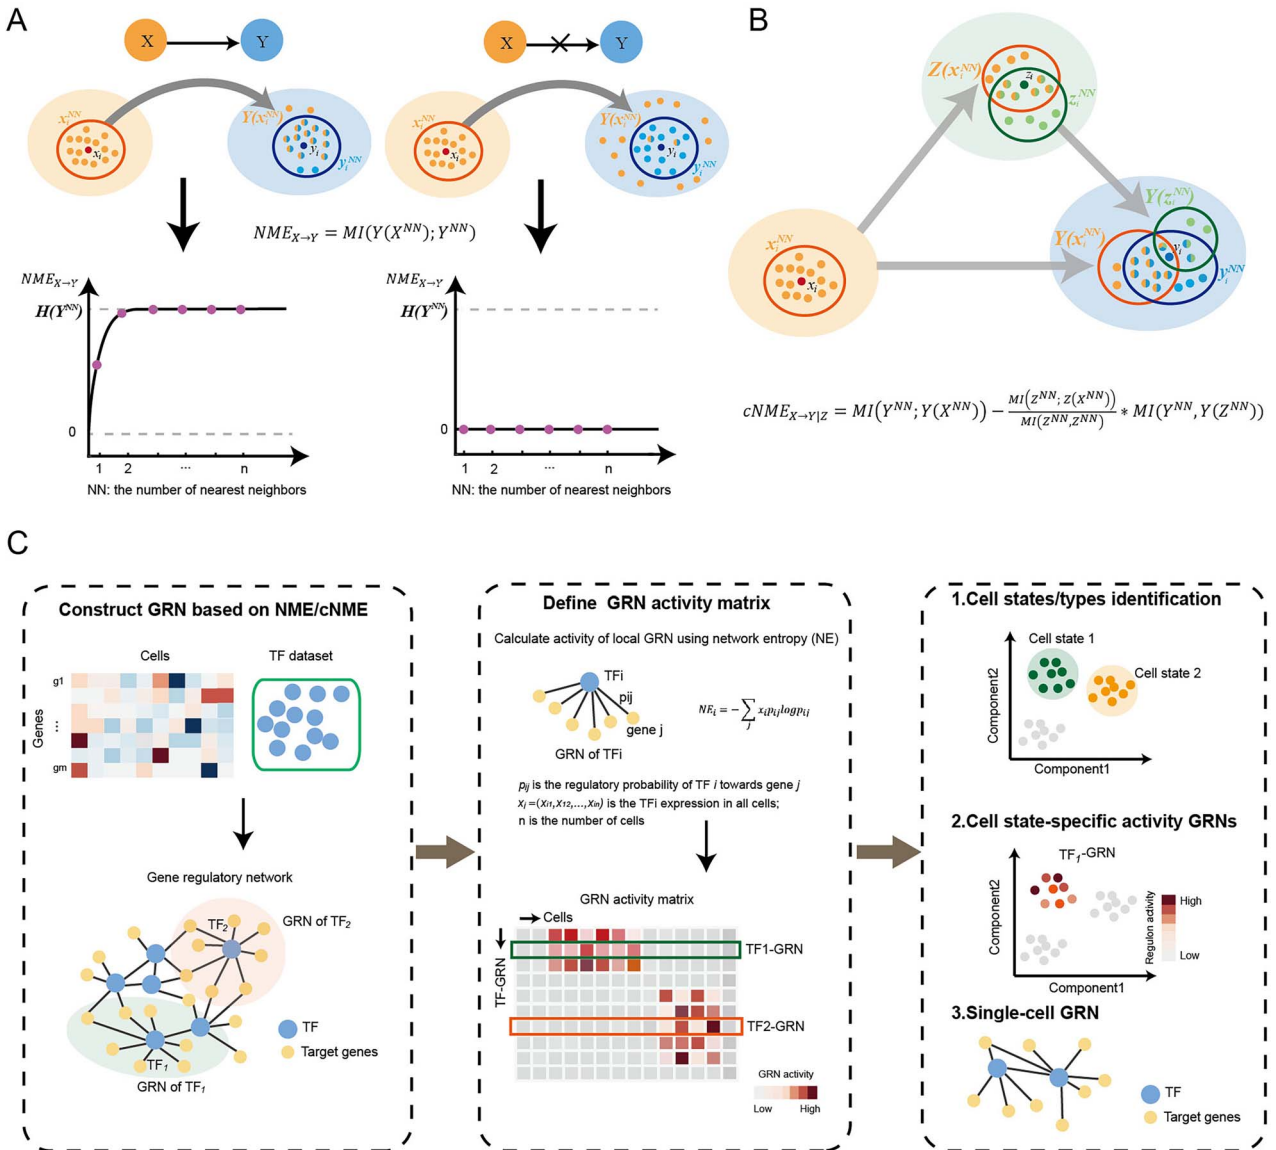 A
X
Y
X
Y
x_i^NN
x_i
Y(x_i^NN)
y_i
y_i^NN
x_i^NN
x_i
Y(x_i^NN)
y_i
y_i^NN
NME_X→Y = MI(Y(X^NN); Y^NN)
NME_X→Y
H(Y^NN)
0
1 2 ... n
NN: the number of nearest neighbors
NME_X→Y
H(Y^NN)
0
1 2 ... n
NN: the number of nearest neighbors
B
Z(x_i^NN)
z_i
z_i^NN
Y(z_i^NN)
x_i^NN
x_i
Y(x_i^NN)
y_i
y_i^NN
cNME_X→Y|Z = MI(Y^NN; Y(X^NN)) − MI(Z^NN; Z(X^NN)) / MI(Z^NN, Z^NN) * MI(Y^NN, Y(Z^NN))
C
Construct GRN based on NME/cNME
Cells
TF dataset
g1
Genes
...
gm
Gene regulatory network
TF2
GRN of TF2
TF1
GRN of TF1
TF
Target genes
Define GRN activity matrix
Calculate activity of local GRN using network entropy (NE)
TFi
pij
gene j
GRN of TFi
NE_i = − ∑_j x_i p_ij log p_ij
pij is the regulatory probability of TF i towards gene j
xi =(xi1,x12,...,xin) is the TFi expression in all cells;
n is the number of cells
GRN activity matrix
Cells
TF-GRN
TF1-GRN
TF2-GRN
GRN activity
Low High
1.Cell states/types identification
Cell state 1
Cell state 2
Component2
Component1
2.Cell state-specific activity GRNs
TF1-GRN
Component2
Component1
Regulon activity
High
Low
3.Single-cell GRN
TF
Target genes